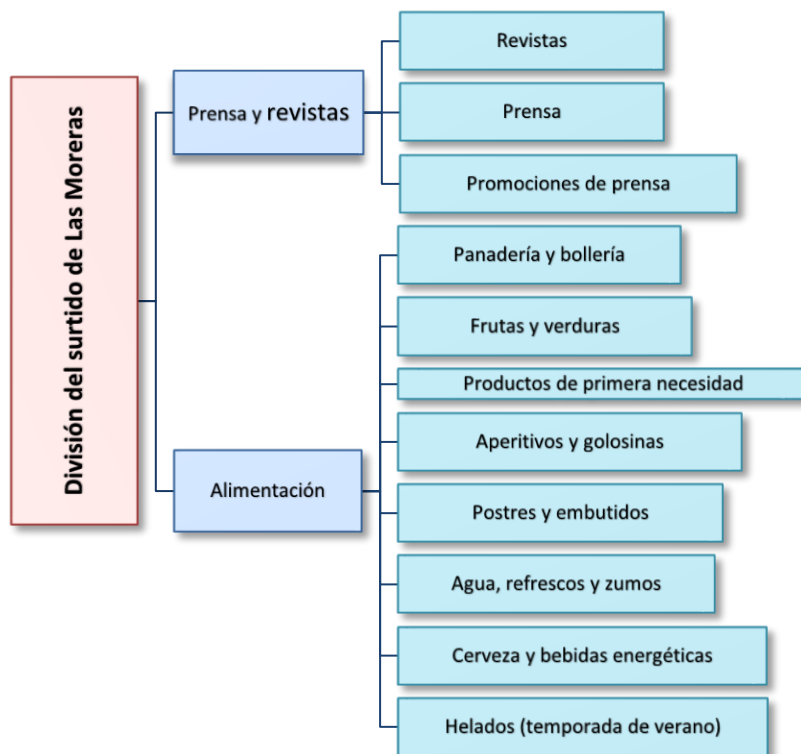 División del surtido de Las Moreras
Prensa y revistas
Revistas
Prensa
Promociones de prensa
Alimentación
Panadería y bollería
Frutas y verduras
Productos de primera necesidad
Aperitivos y golosinas
Postres y embutidos
Agua, refrescos y zumos
Cerveza y bebidas energéticas
Helados (temporada de verano)